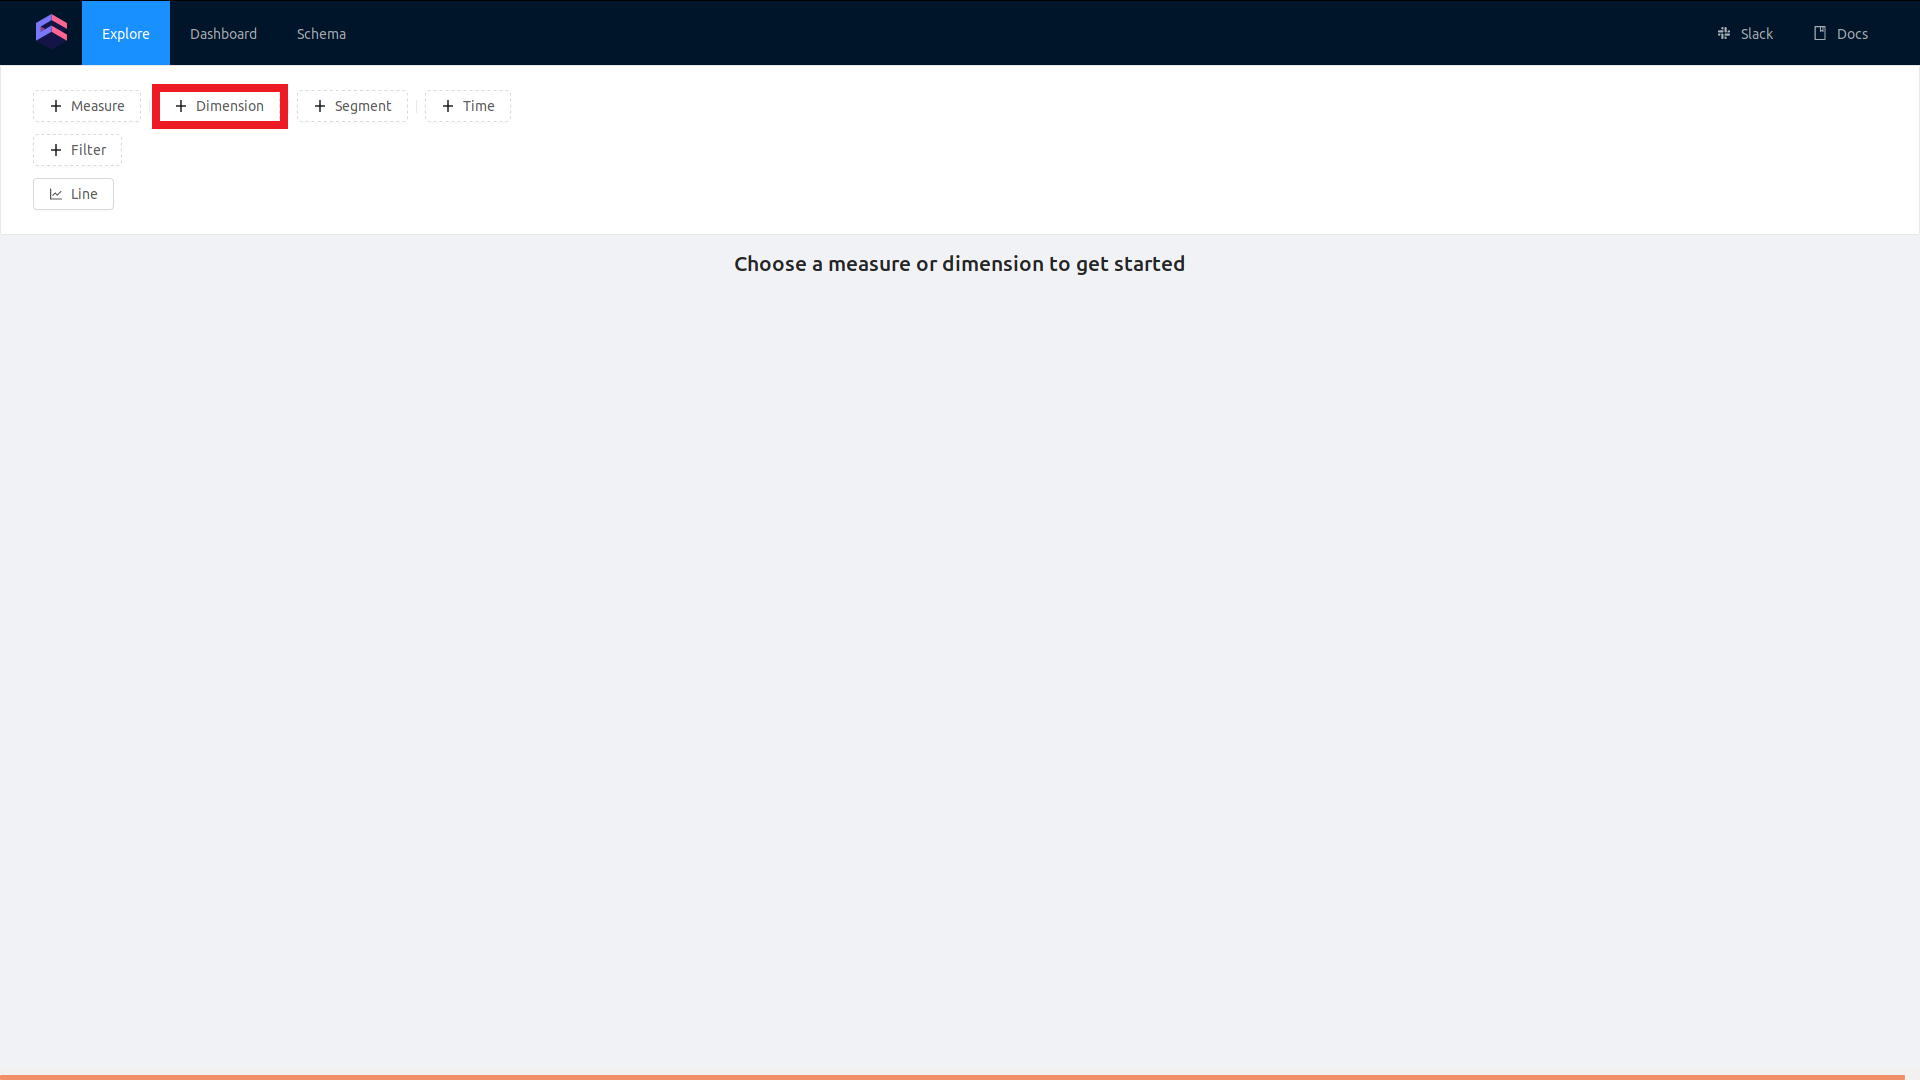 Explore Dashboard Schema Slack Docs
+ Measure + Dimension + Segment + Time
+ Filter
Line
Choose a measure or dimension to get started